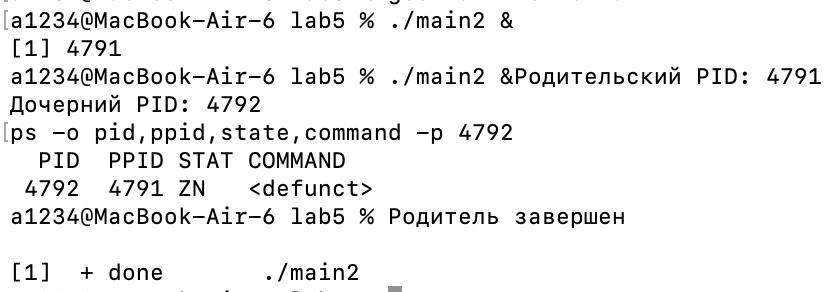 a1234@MacBook-Air-6 lab5 % ./main2 &
[1] 4791
a1234@MacBook-Air-6 lab5 % ./main2 &Родительский PID: 4791
Дочерний PID: 4792
ps -o pid,ppid,state,command -p 4792
PID PPID STAT COMMAND
4792 4791 ZN <defunct>
a1234@MacBook-Air-6 lab5 % Родитель завершен
[1] + done ./main2